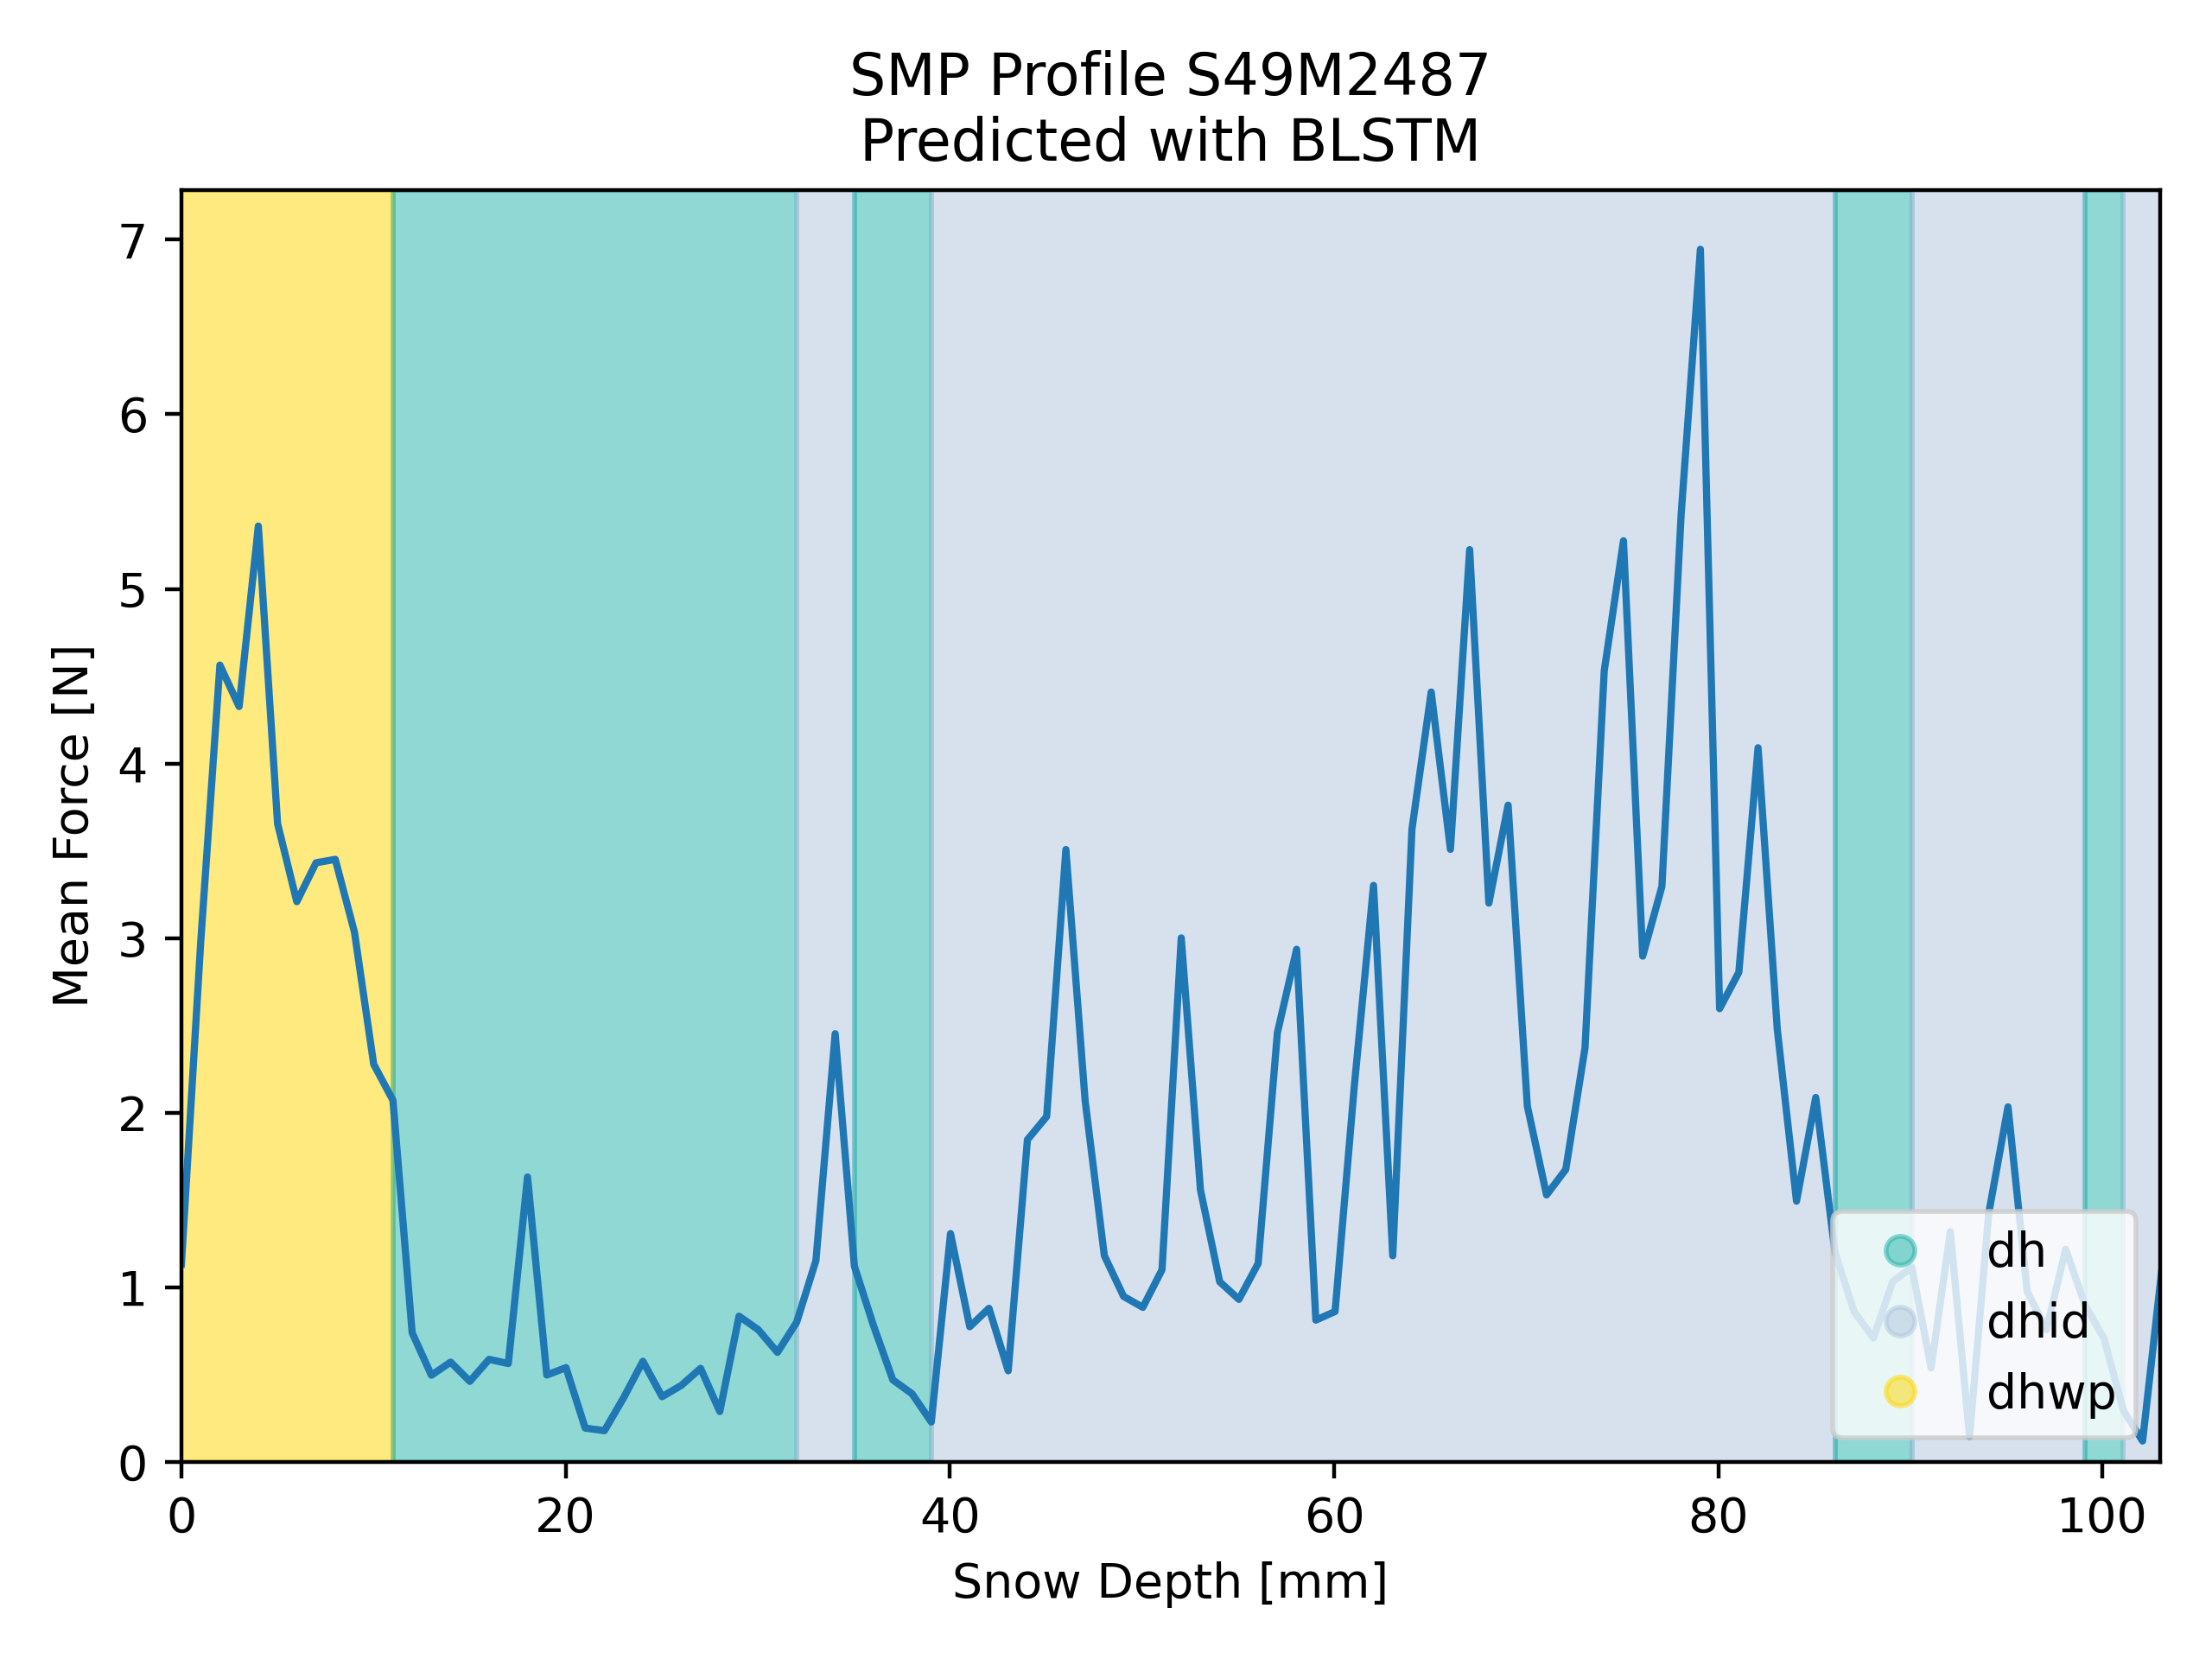 SMP Profile S49M2487
Predicted with BLSTM
Mean Force [N]
7
6
5
4
3
2
1
0
0 20 40 60 80 100
Snow Depth [mm]
dh
dhid
dhwp